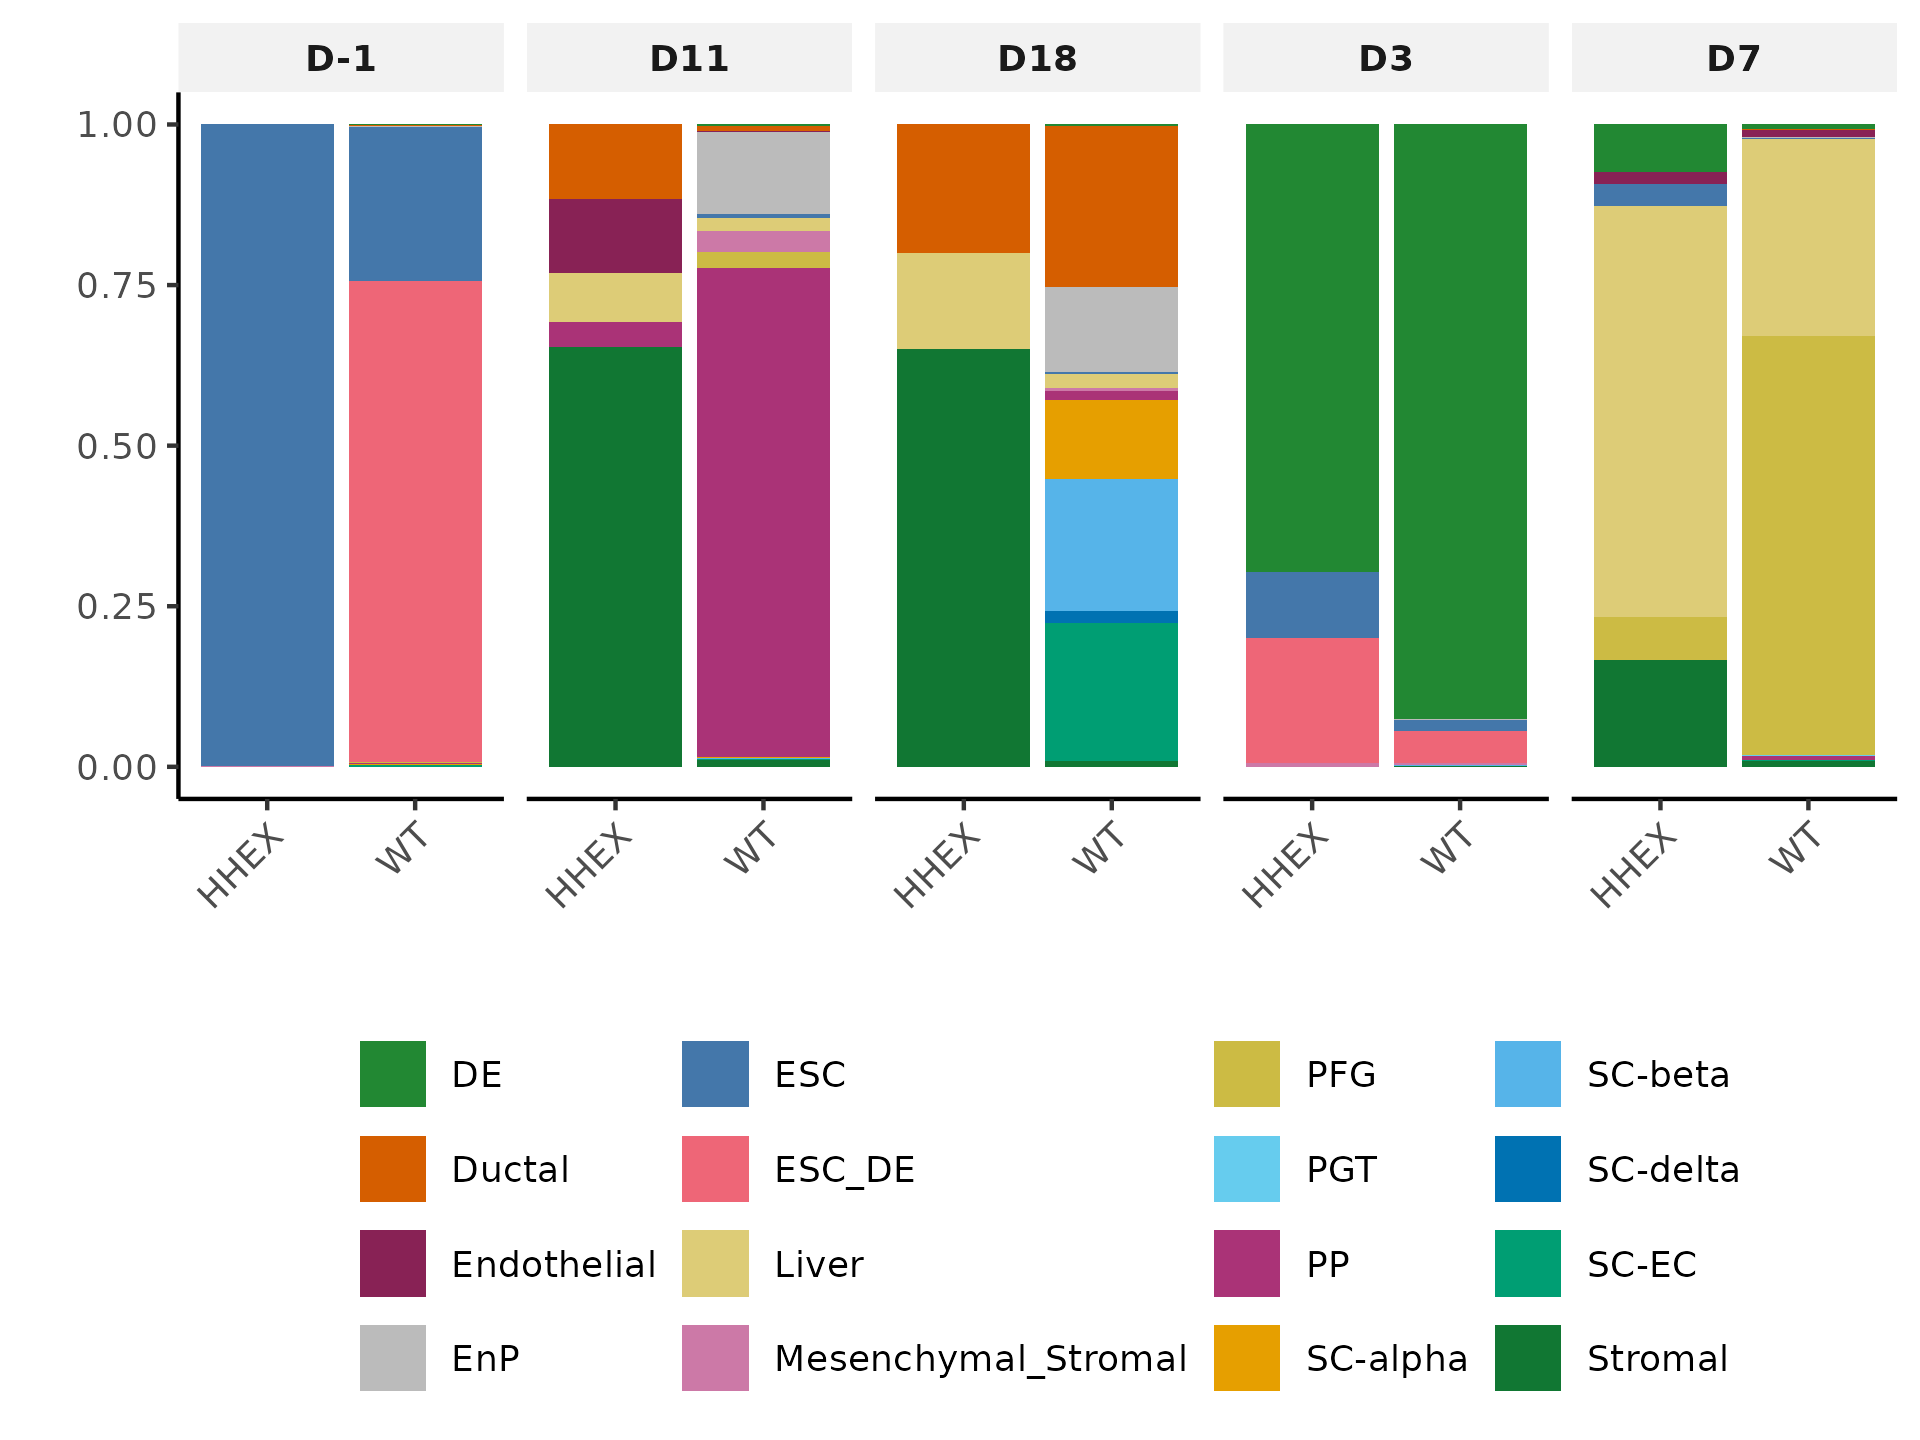 D-1 D11 D18 D3 D7
1.00
0.75
0.50
0.25
0.00
HHEX WT HHEX WT HHEX WT HHEX WT HHEX WT
DE ESC PFG SC-beta
Ductal ESC_DE PGT SC-delta
Endothelial Liver PP SC-EC
EnP Mesenchymal_Stromal SC-alpha Stromal